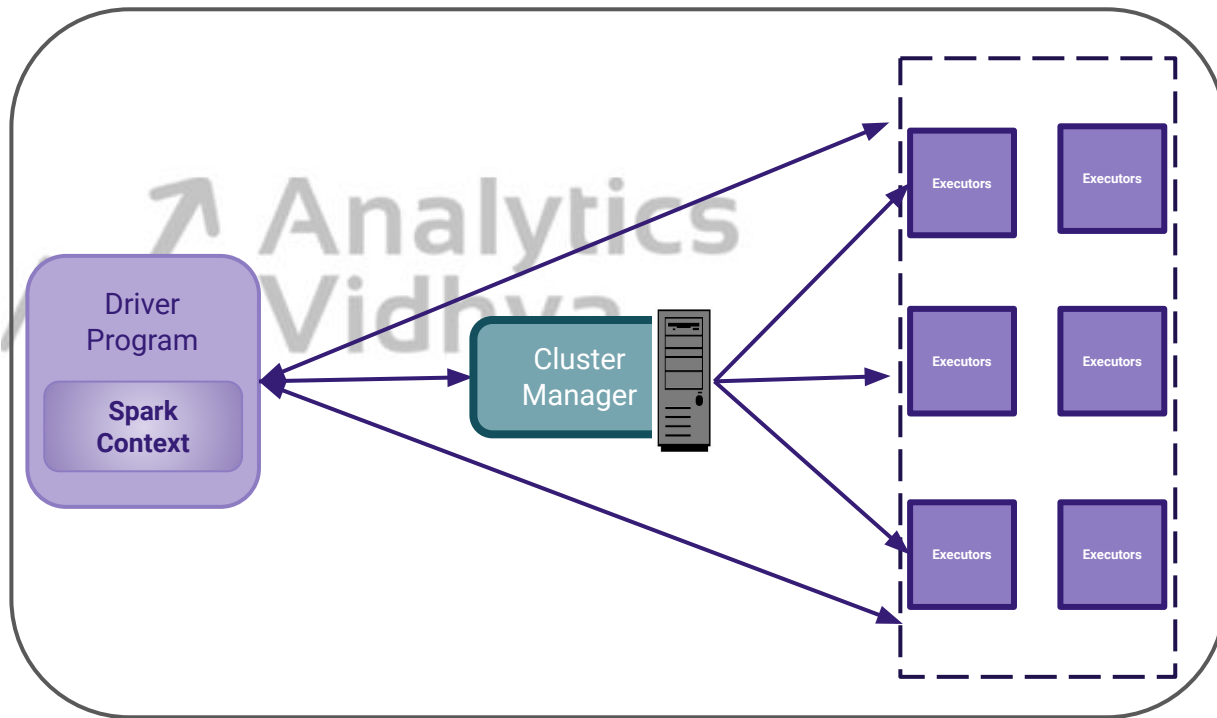 Analytics
Vidhya
Driver
Program
Spark
Context
Cluster
Manager
Executors
Executors
Executors
Executors
Executors
Executors